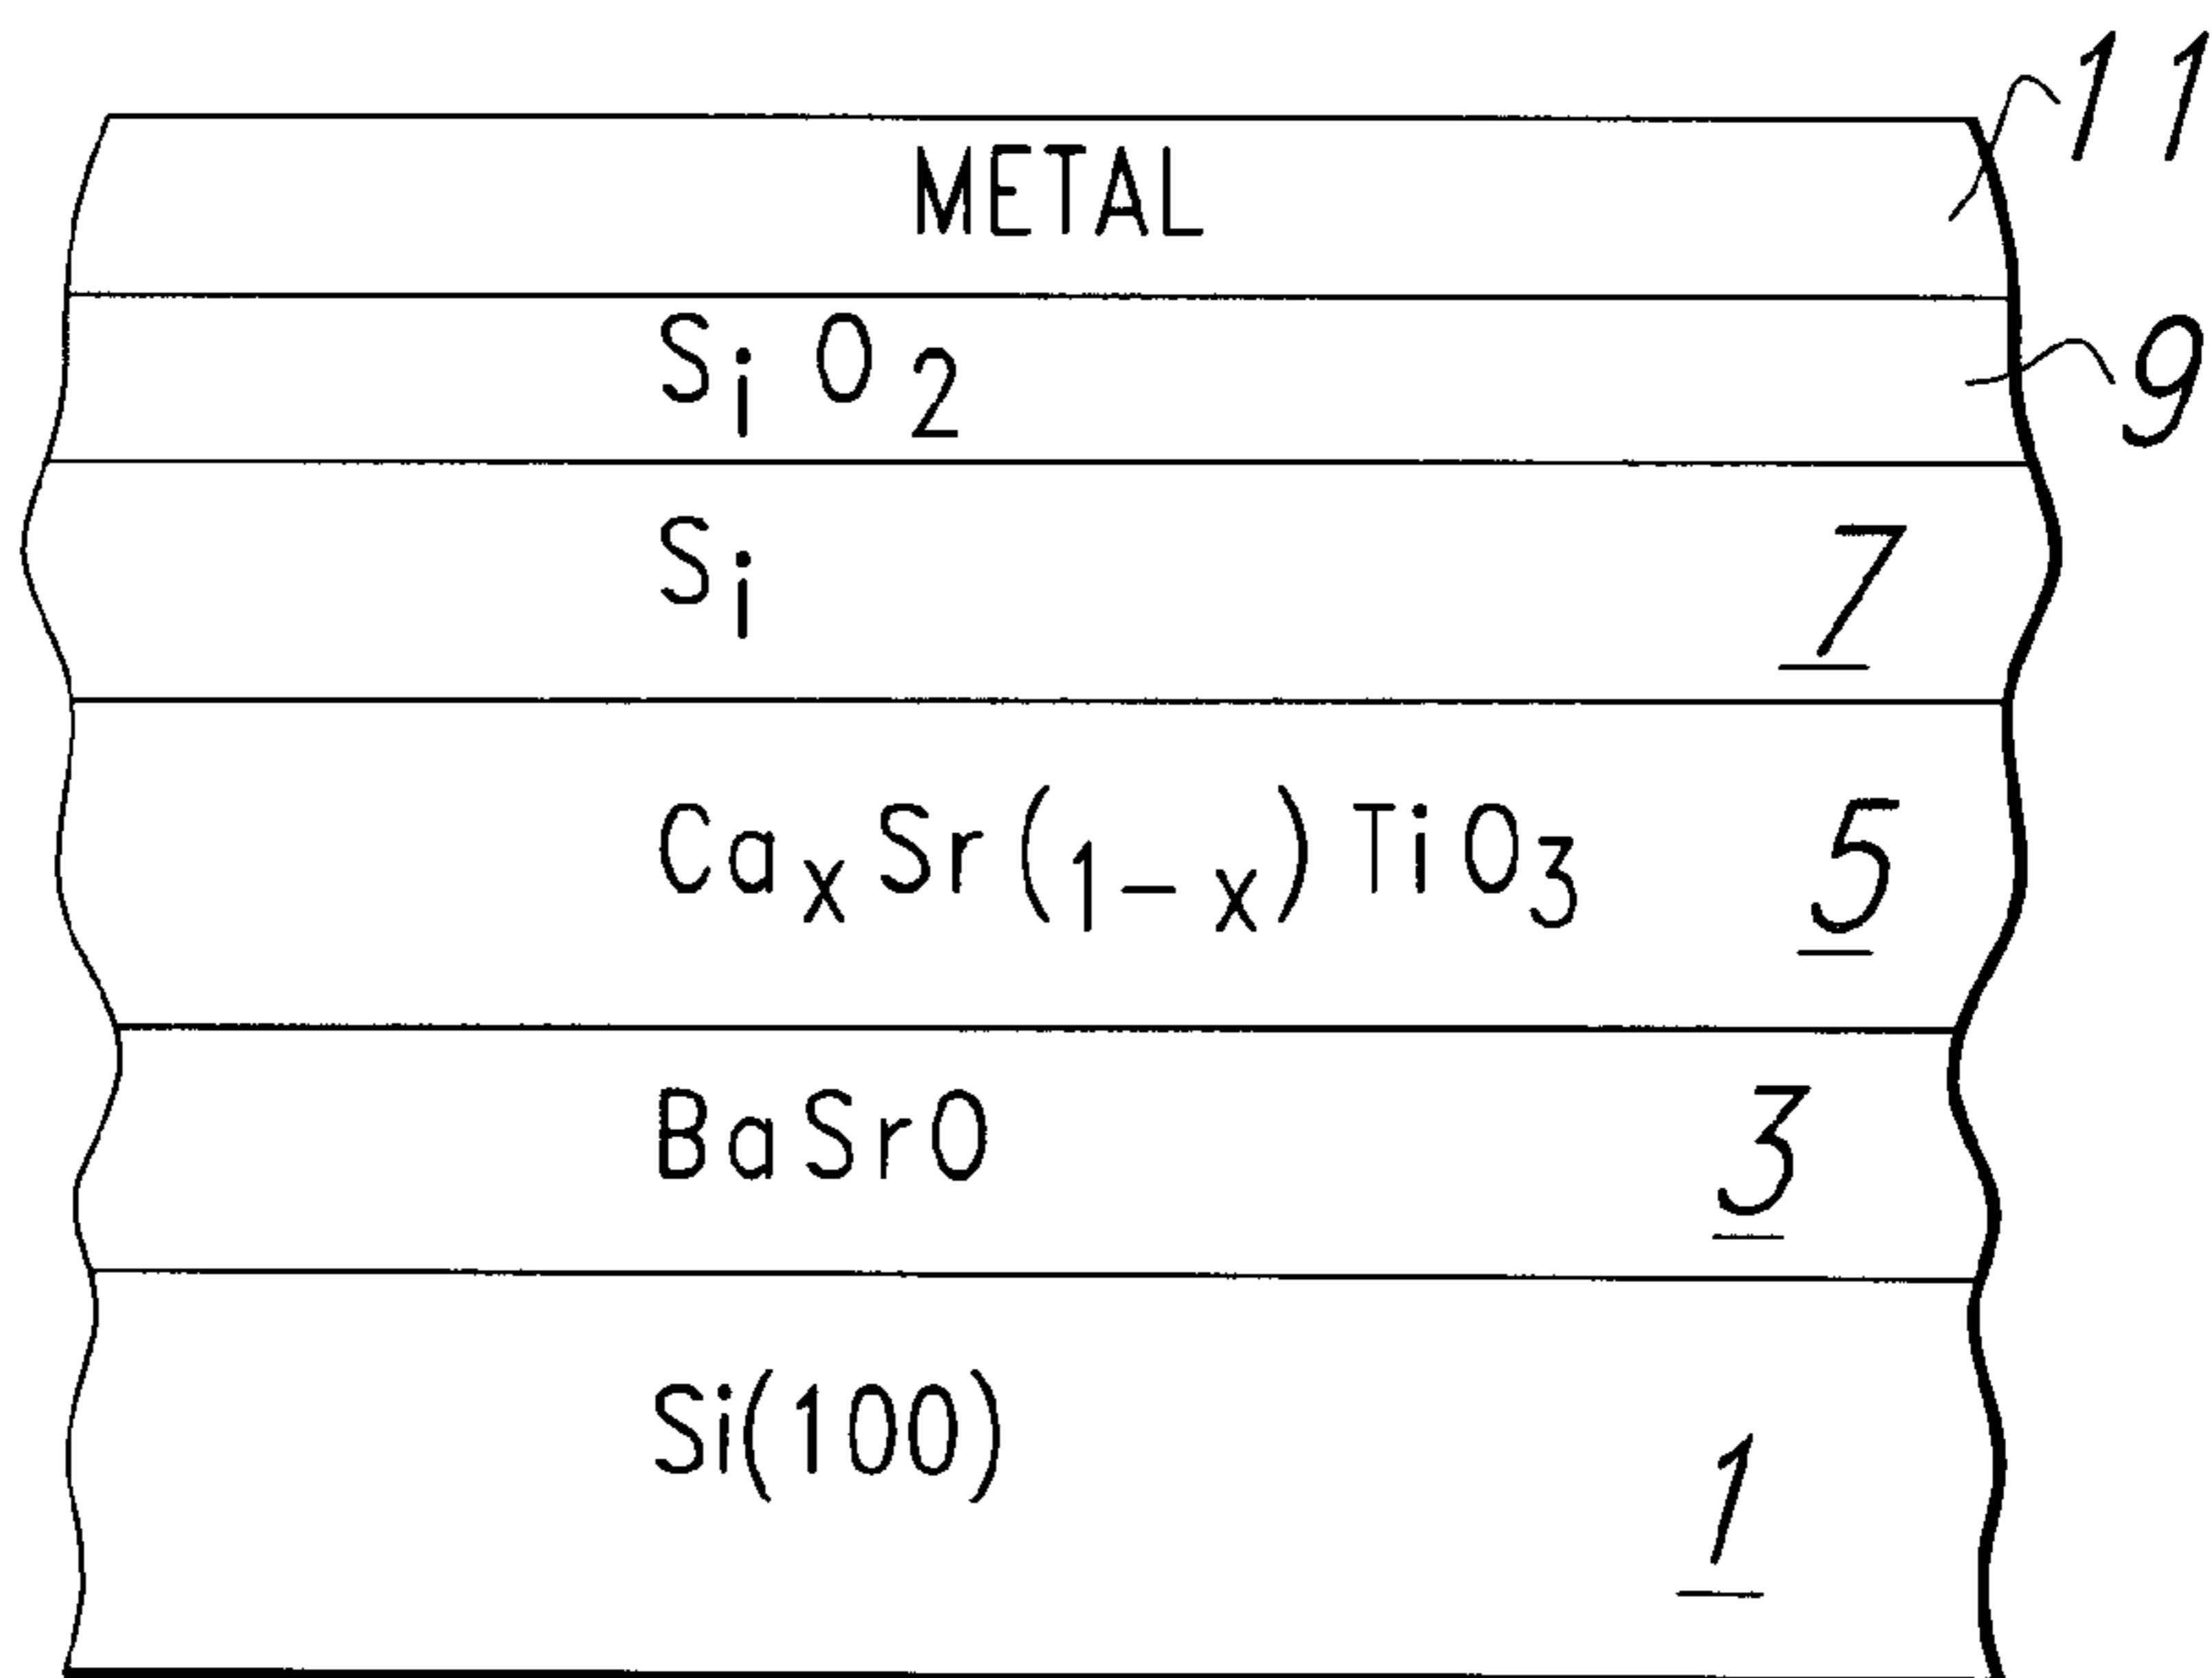 11
METAL
SiO2
9
Si
7
CaxSr(1-x)TiO3
5
BaSrO
3
Si(100)
1